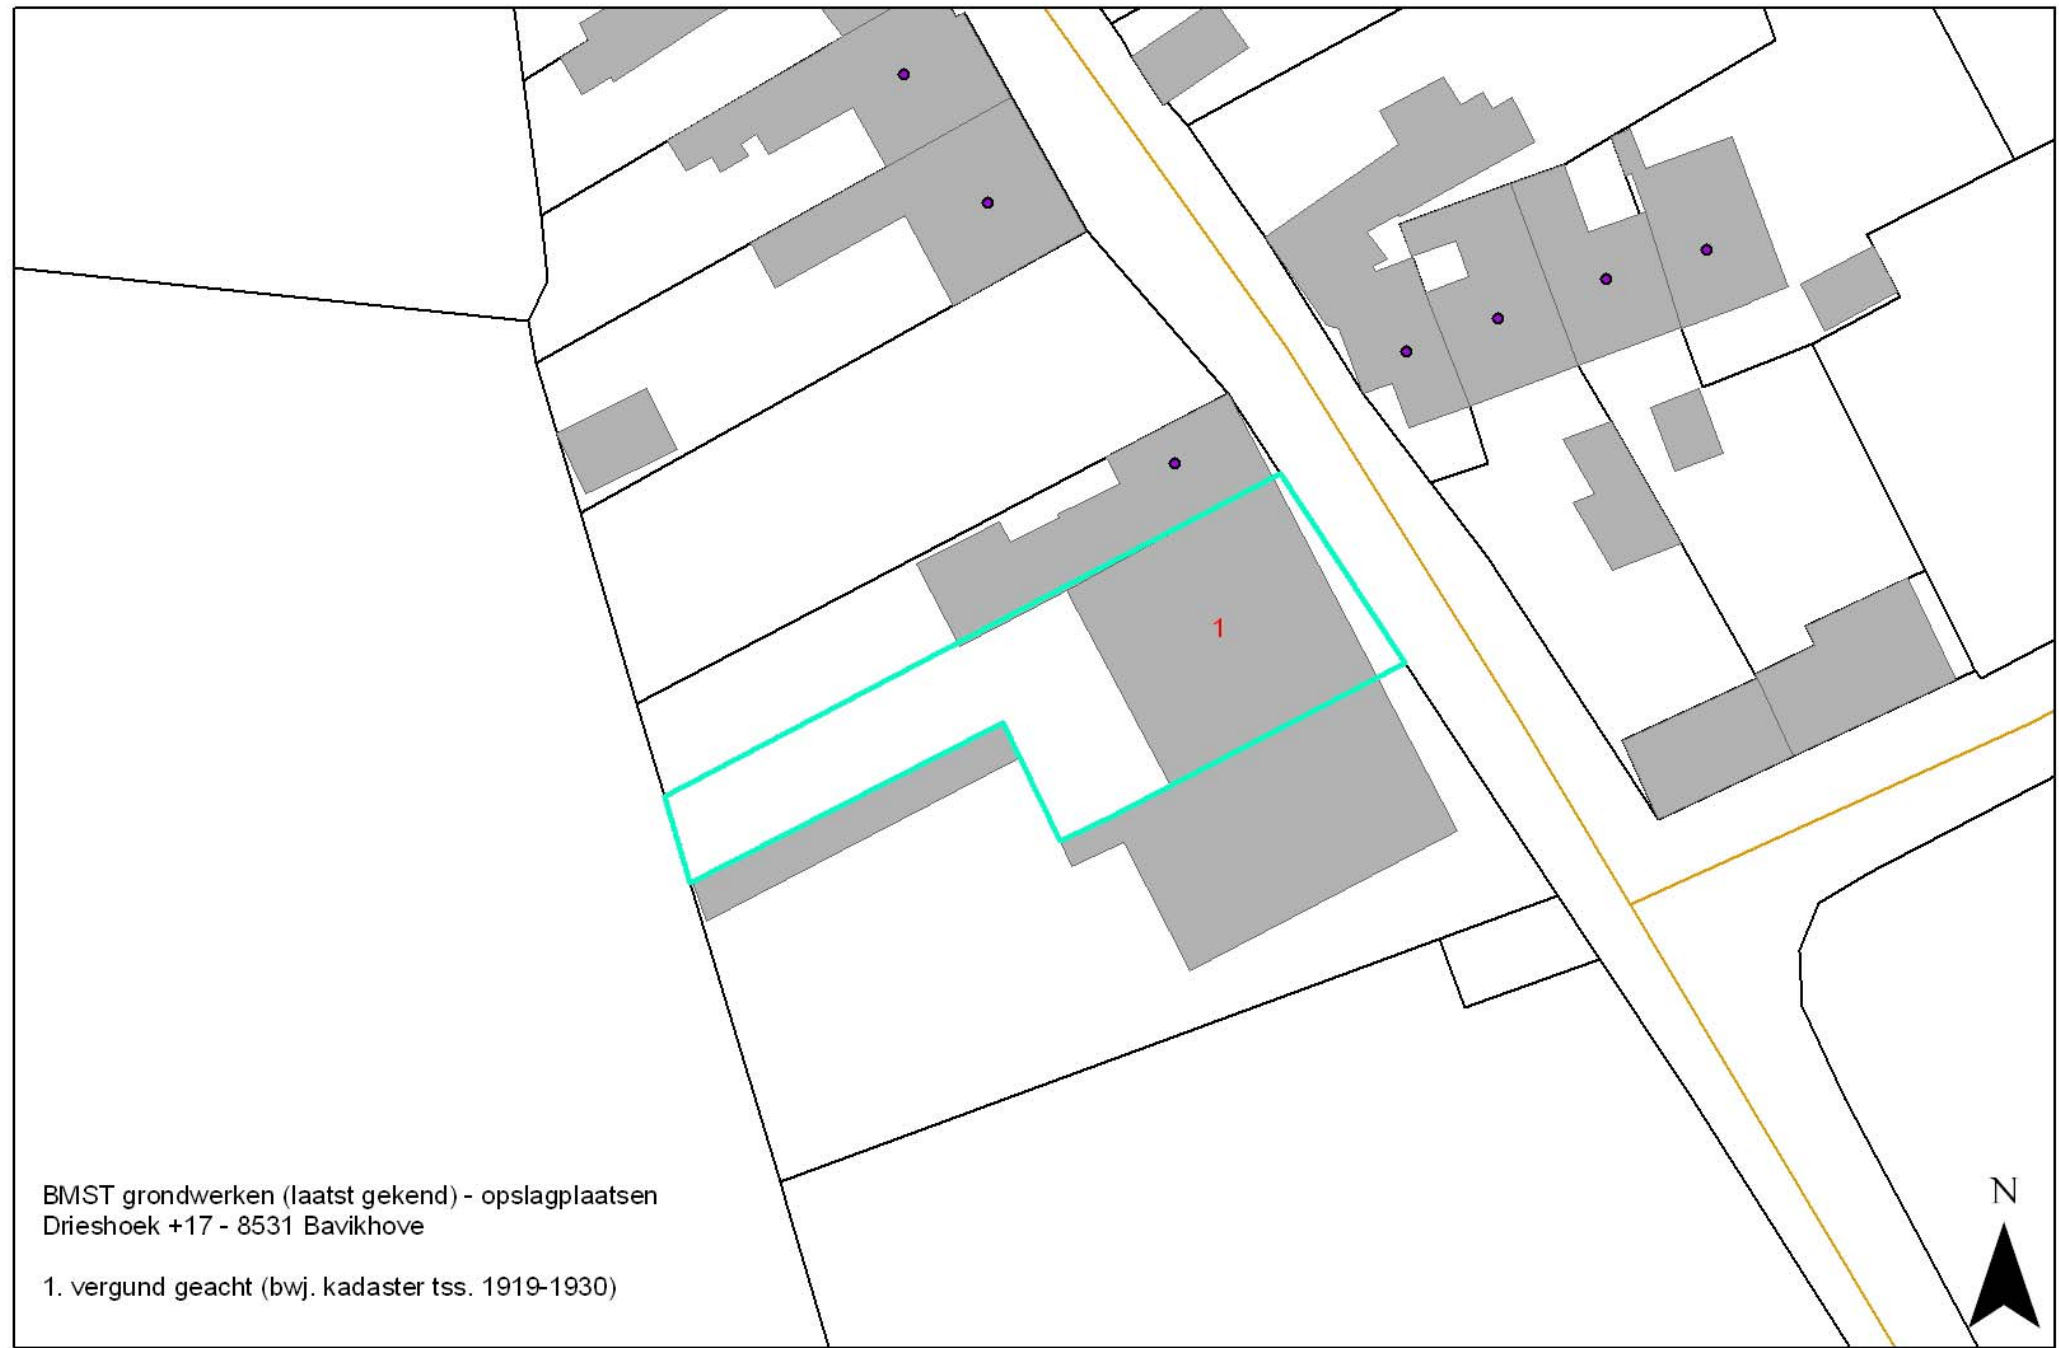 1
BMST grondwerken (laatst gekend) - opslagplaatsen
Drieshoek +17 - 8531 Bavikhove
1. vergund geacht (bwj. kadaster tss. 1919-1930)
N